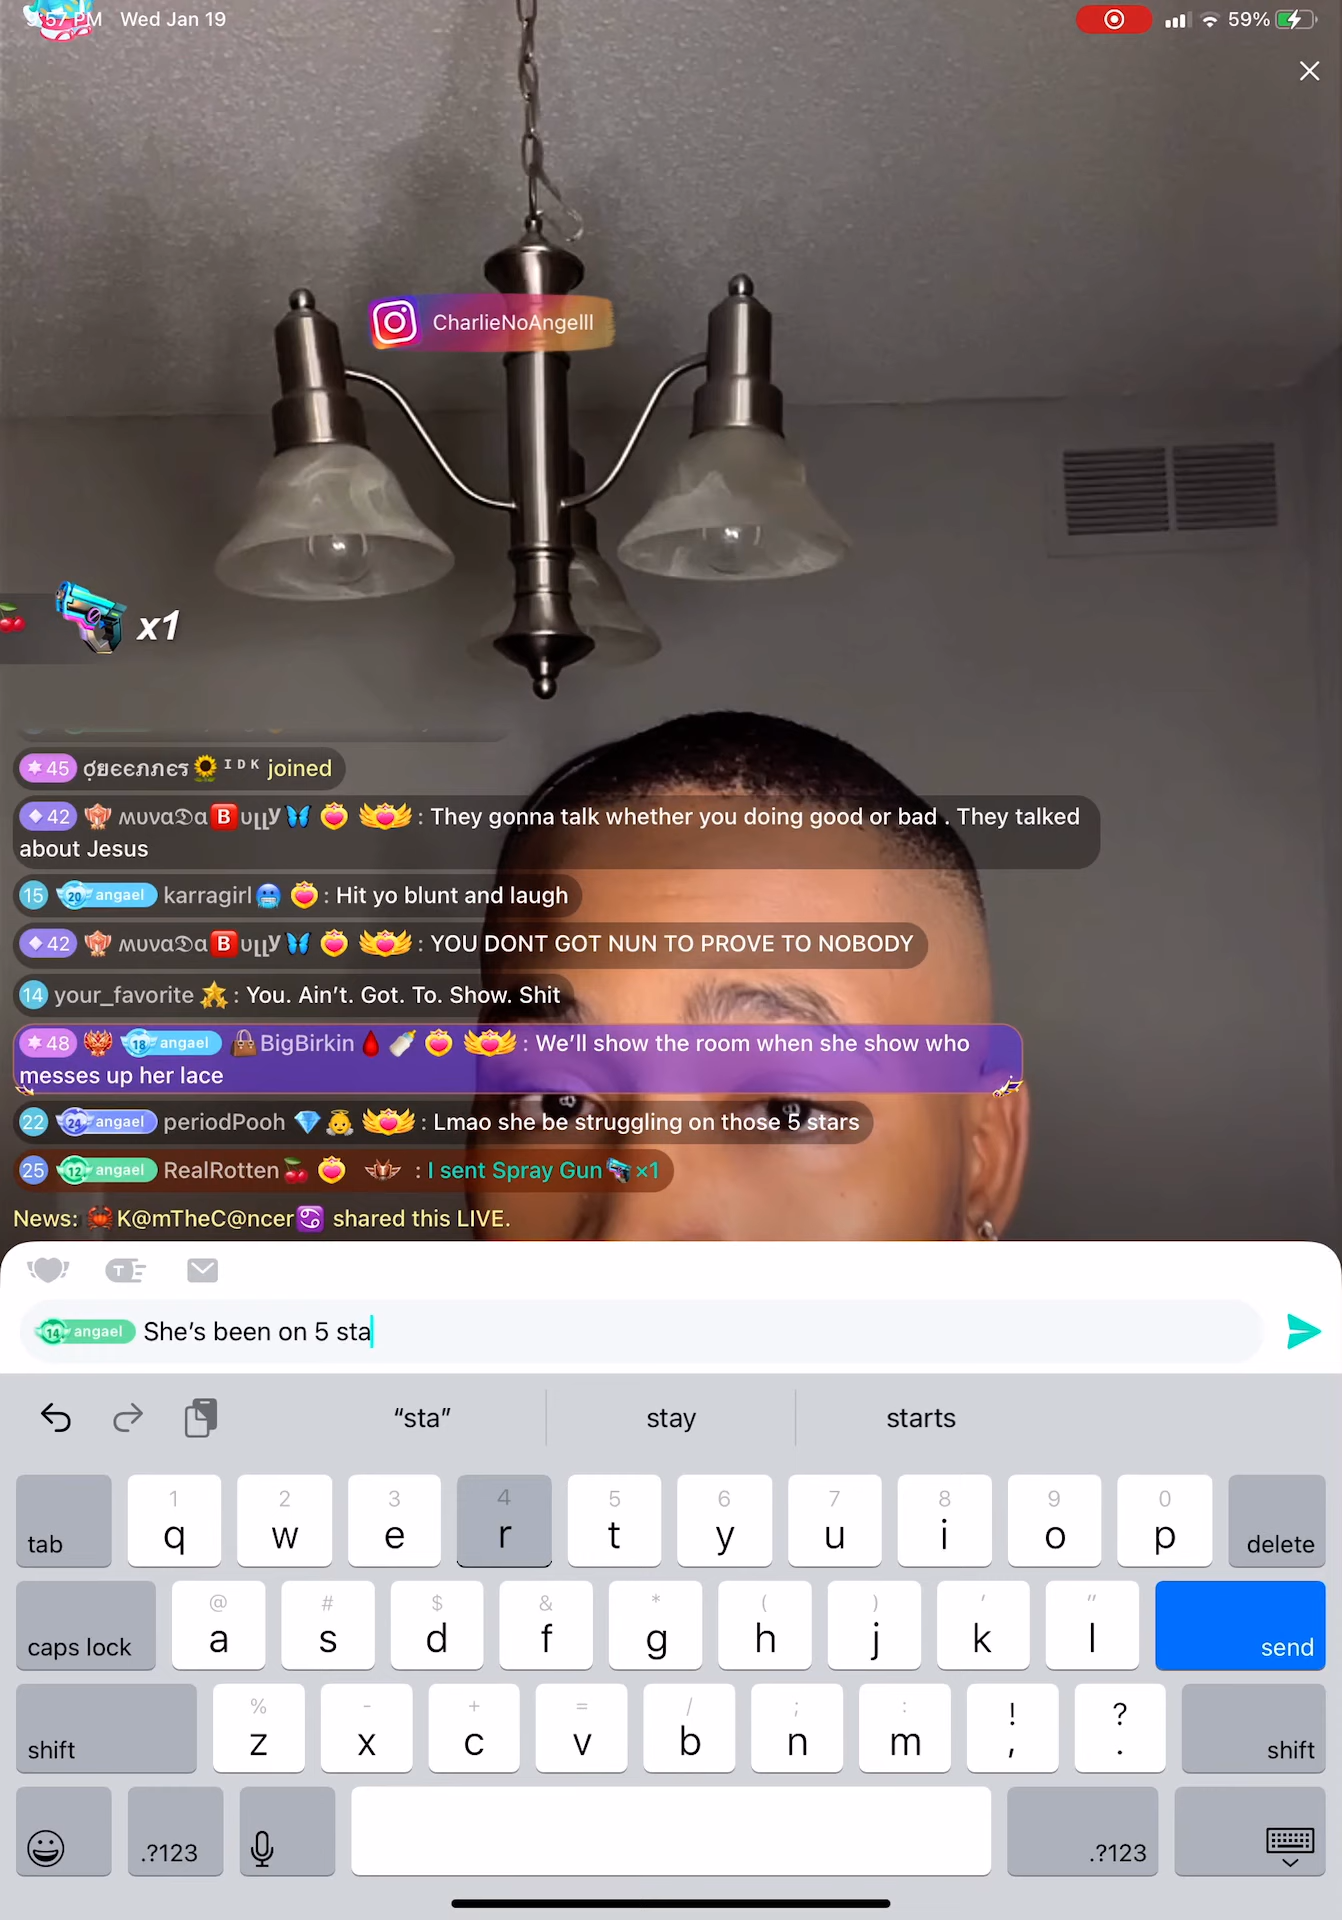 :57 PM Wed Jan 19
59%
CharlieNoAngelll
x1
45 joined
42 : They gonna talk whether you doing good or bad . They talked
about Jesus
15 20 angael karragirl : Hit yo blunt and laugh
42 : YOU DONT GOT NUN TO PROVE TO NOBODY
14 your_favorite : You. Ain't. Got. To. Show. Shit
48 18 angael BigBirkin : We'll show the room when she show who
messes up her lace
22 24 angael periodPooh : Lmao she be struggling on those 5 stars
25 12 angael RealRotten : I sent Spray Gun ×1
News: K@mTheC@ncer♋ shared this LIVE.
14 angael She's been on 5 sta
"sta" stay starts
1 2 3 4 5 6 7 8 9 0
tab q w e r t y u i o p delete
@ # $ & * ( ) ' "
caps lock a s d f g h j k l send
% - + = / ; : ! ?
shift z x c v b n m , . shift
.?123 .?123